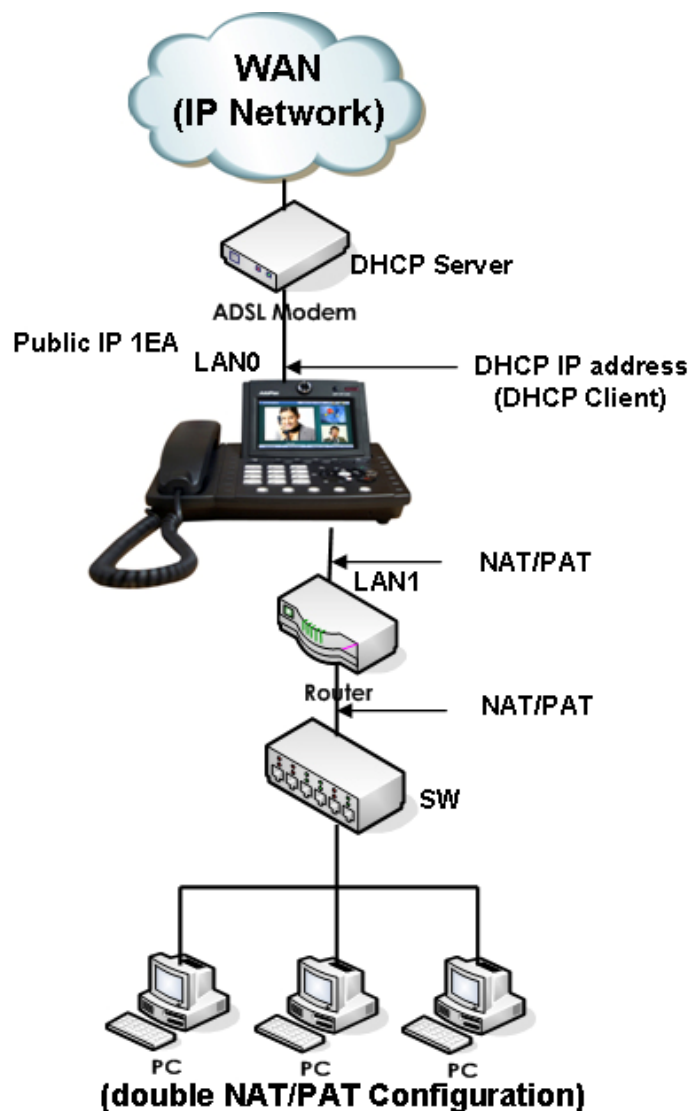 WAN
(IP Network)
DHCP Server
ADSL Modem
Public IP 1EA
LAN0
DHCP IP address
(DHCP Client)
NAT/PAT
LAN1
Router
NAT/PAT
SW
PC
PC
PC
(double NAT/PAT Configuration)